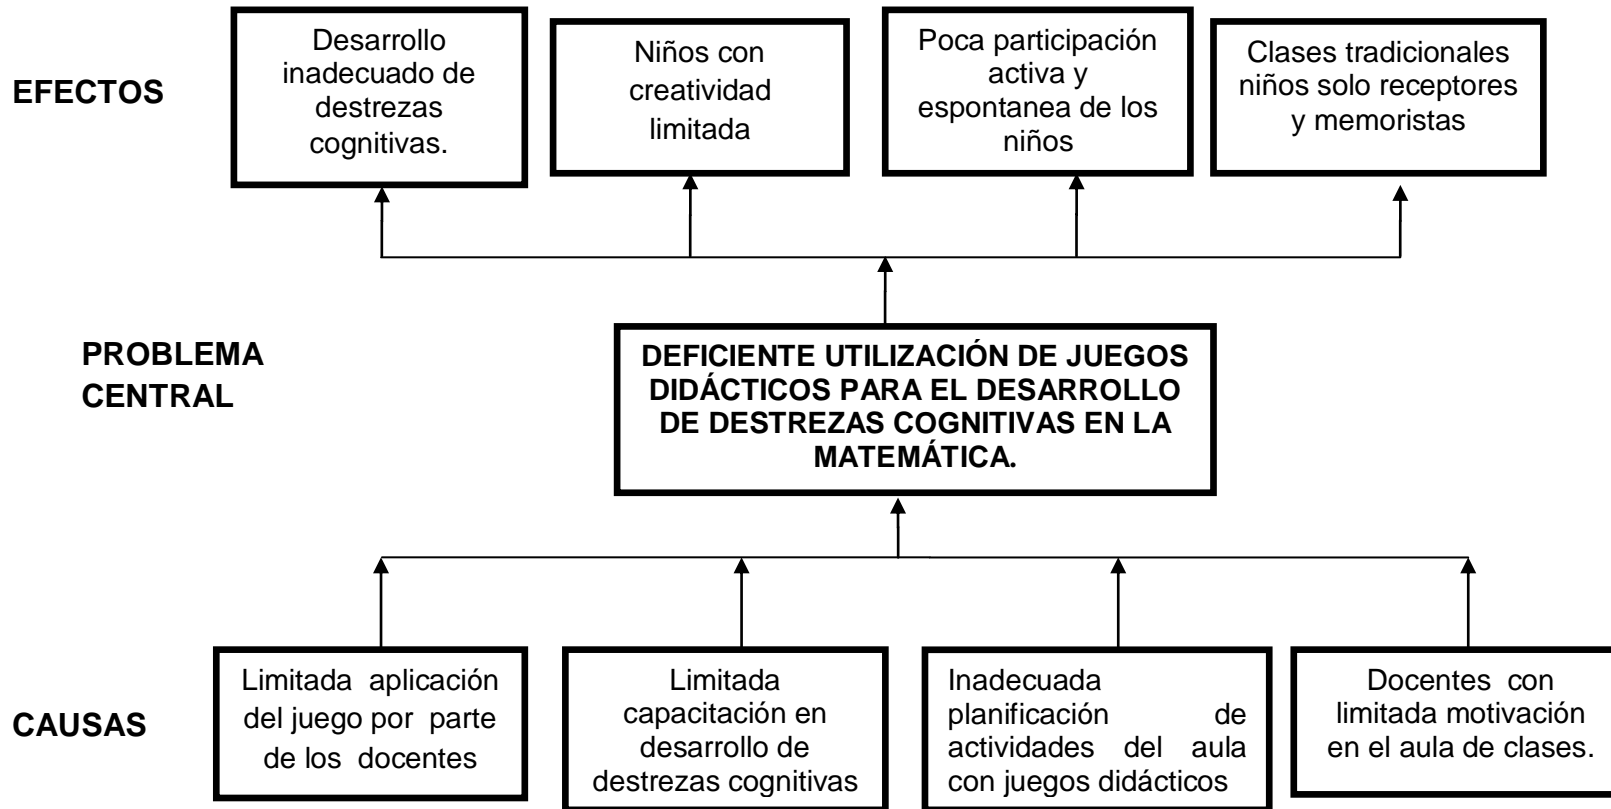 EFECTOS
Desarrollo
inadecuado de
destrezas
cognitivas.
Niños con
creatividad
limitada
Poca participación
activa y
espontanea de los
niños
Clases tradicionales
niños solo receptores
y memoristas
PROBLEMA
CENTRAL
DEFICIENTE UTILIZACIÓN DE JUEGOS
DIDÁCTICOS PARA EL DESARROLLO
DE DESTREZAS COGNITIVAS EN LA
MATEMÁTICA.
CAUSAS
Limitada aplicación
del juego por parte
de los docentes
Limitada
capacitación en
desarrollo de
destrezas cognitivas
Inadecuada
planificación de
actividades del aula
con juegos didácticos
Docentes con
limitada motivación
en el aula de clases.